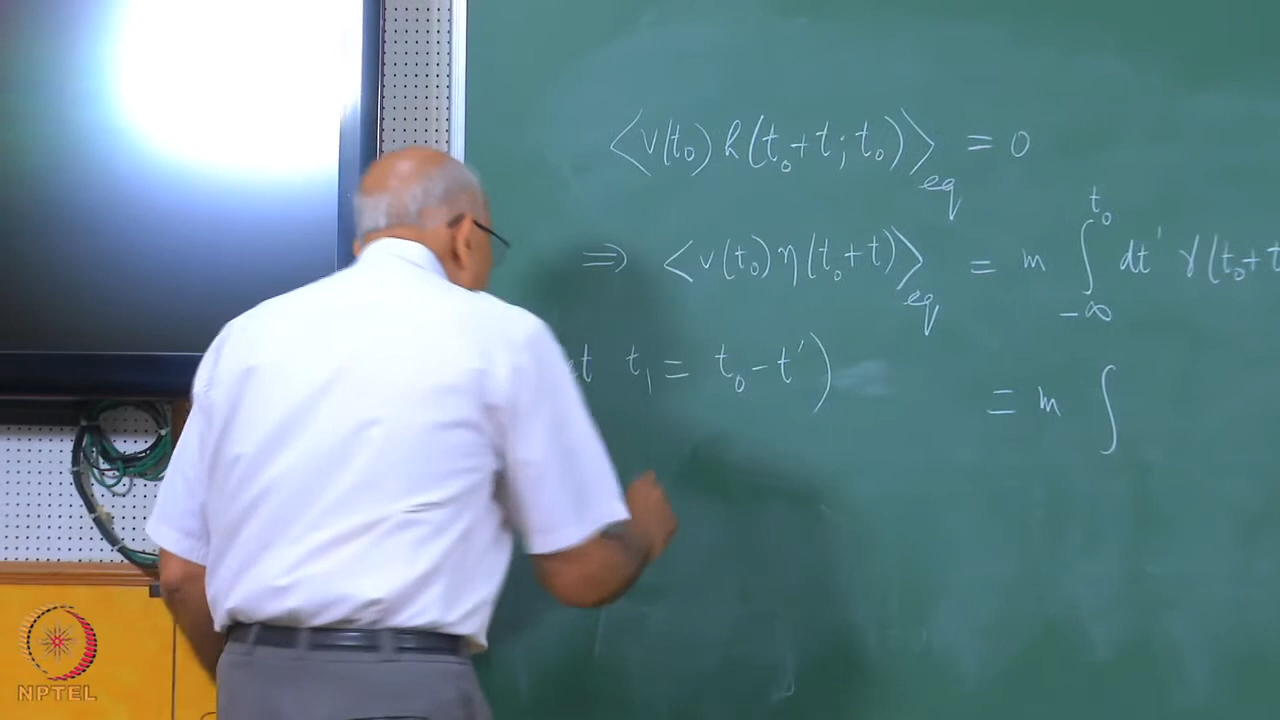 ⟨v(t₀) h(t₀+t; t₀)⟩_eq = 0
⇒ ⟨v(t₀) η(t₀+t)⟩_eq = m ∫_{-∞}^{t₀} dt' γ(t₀+t
t₁ = t₀-t')
= m ∫
NPTEL